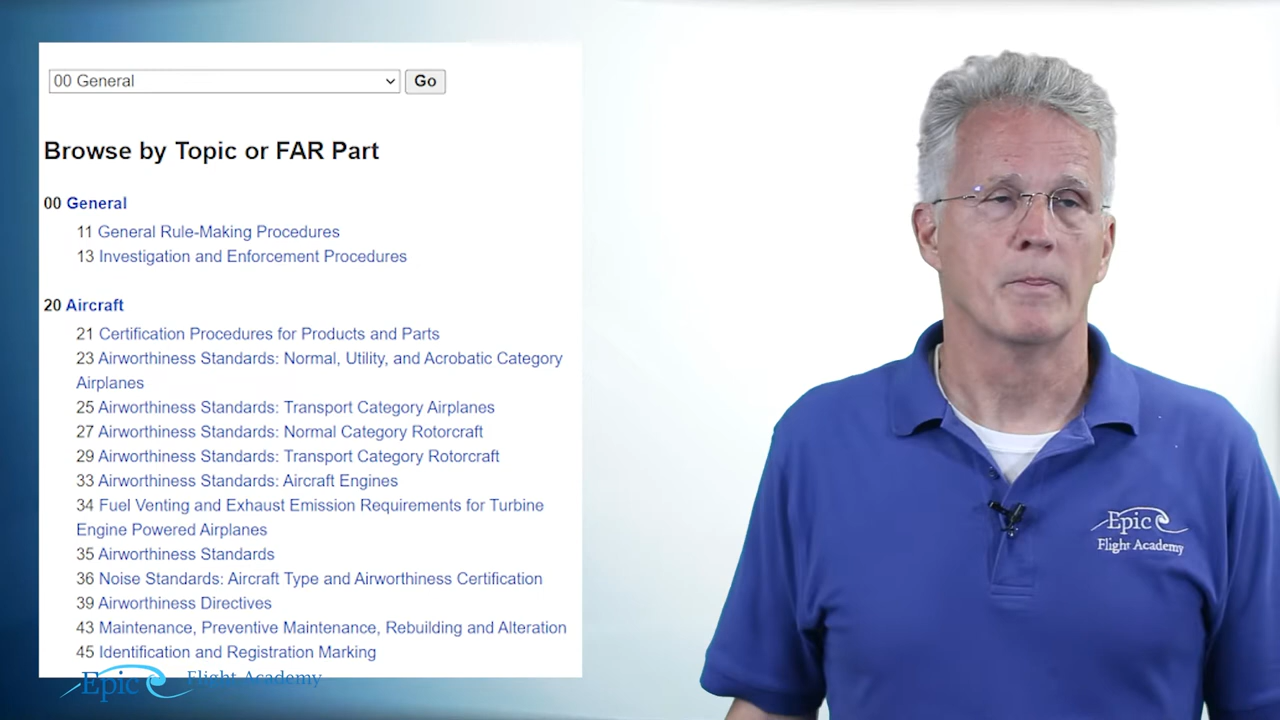 00 General
Go
Browse by Topic or FAR Part
00 General
11 General Rule-Making Procedures
13 Investigation and Enforcement Procedures
20 Aircraft
21 Certification Procedures for Products and Parts
23 Airworthiness Standards: Normal, Utility, and Acrobatic Category
Airplanes
25 Airworthiness Standards: Transport Category Airplanes
27 Airworthiness Standards: Normal Category Rotorcraft
29 Airworthiness Standards: Transport Category Rotorcraft
33 Airworthiness Standards: Aircraft Engines
34 Fuel Venting and Exhaust Emission Requirements for Turbine
Engine Powered Airplanes
35 Airworthiness Standards
36 Noise Standards: Aircraft Type and Airworthiness Certification
39 Airworthiness Directives
43 Maintenance, Preventive Maintenance, Rebuilding and Alteration
45 Identification and Registration Marking
Epic Flight Academy
Epic
Flight Academy